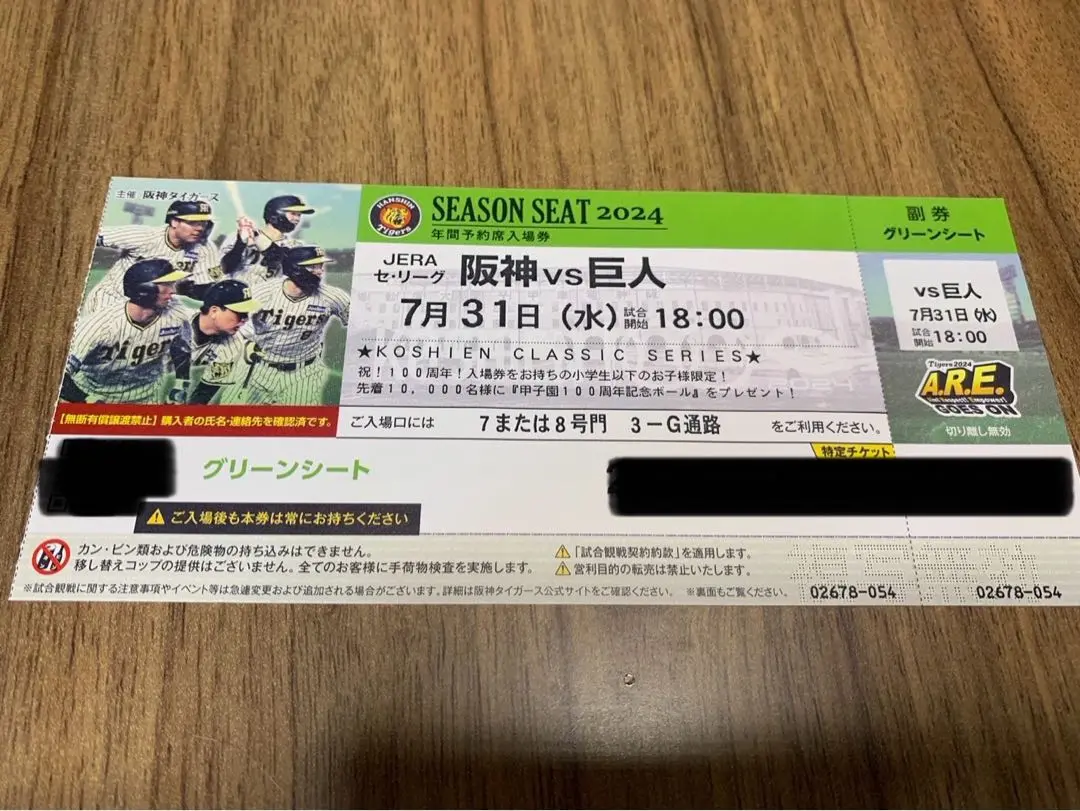 主催 阪神タイガース
HANSHIN Tigers
SEASON SEAT 2024
年間予約席入場券
JERA
セ・リーグ
阪神vs巨人
7月31日(水) 試合開始 18:00
★KOSHIEN CLASSIC SERIES★
祝!100周年!入場券をお持ちの小学生以下のお子様限定!
先着10,000名様に『甲子園100周年記念ボール』をプレゼント!
【無断有償譲渡禁止】購入者の氏名・連絡先を確認済です。
ご入場口には 7または8号門 3-G通路 をご利用ください。
副券
グリーンシート
vs巨人
7月31日(水)
試合開始 18:00
Tigers2024
A.R.E.
Aim! Respect! Empower!
GOES ON
切り離し無効
グリーンシート
特定チケット
ご入場後も本券は常にお持ちください
カン・ビン類および危険物の持ち込みはできません。
移し替えコップの提供はございません。全てのお客様に手荷物検査を実施します。
「試合観戦契約約款」を適用します。
営利目的の転売は禁止いたします。
※試合観戦に関する注意事項やイベント等は急遽変更および追加される場合がございます。詳細は阪神タイガース公式サイトをご確認ください。 ※裏面もご覧ください。
02678-054
02678-054